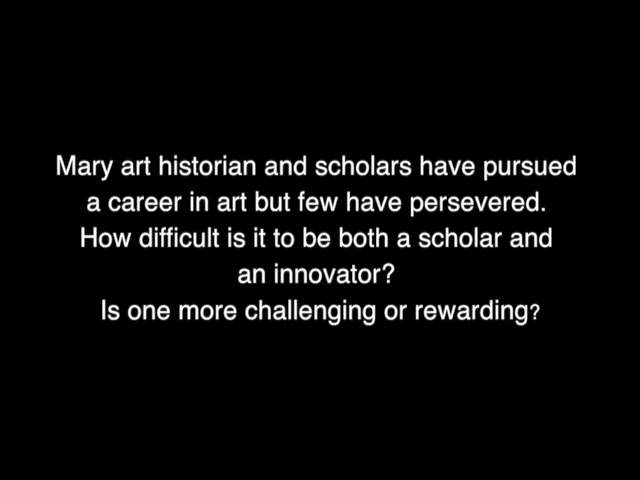 Mary art historian and scholars have pursued
a career in art but few have persevered.
How difficult is it to be both a scholar and
an innovator?
Is one more challenging or rewarding?